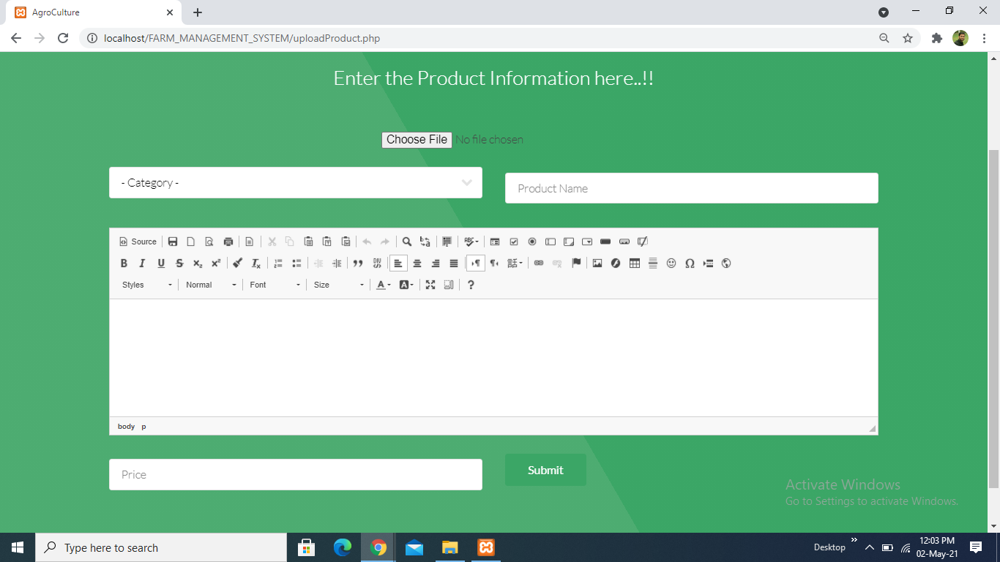 AgroCulture
localhost/FARM_MANAGEMENT_SYSTEM/uploadProduct.php
Enter the Product Information here..!!
Choose File No file chosen
- Category -
Product Name
Source
Styles Normal Font Size
body p
Price
Submit
Activate Windows
Go to Settings to activate Windows.
Type here to search
Desktop
12:03 PM
02-May-21